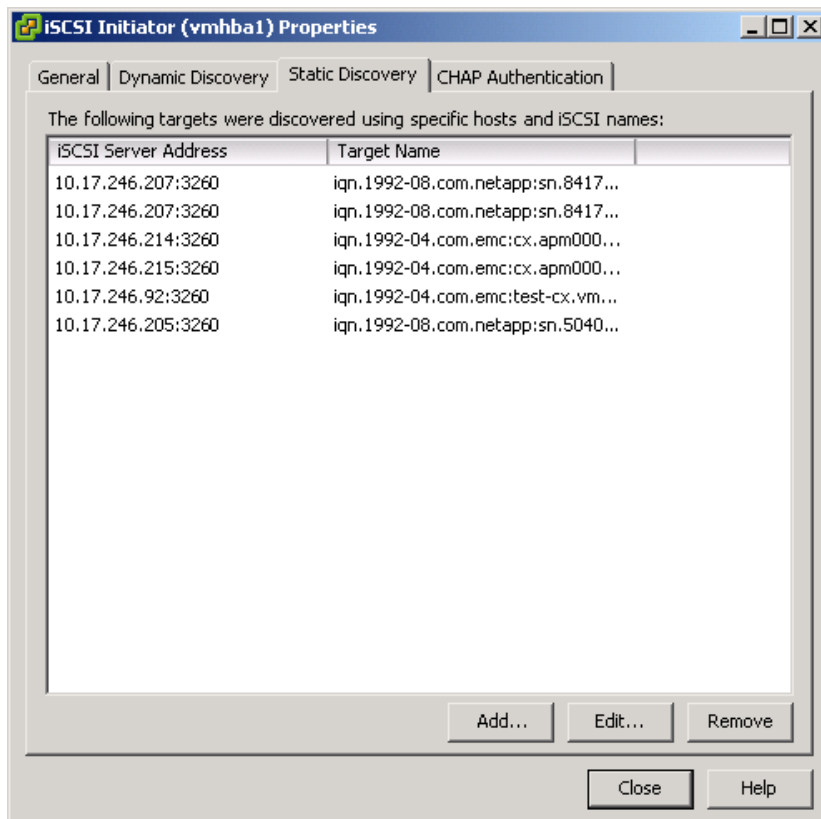 iSCSI Initiator (vmhba1) Properties
General Dynamic Discovery Static Discovery CHAP Authentication
The following targets were discovered using specific hosts and iSCSI names:
iSCSI Server Address Target Name
10.17.246.207:3260 iqn.1992-08.com.netapp:sn.8417...
10.17.246.207:3260 iqn.1992-08.com.netapp:sn.8417...
10.17.246.214:3260 iqn.1992-04.com.emc:cx.apm000...
10.17.246.215:3260 iqn.1992-04.com.emc:cx.apm000...
10.17.246.92:3260 iqn.1992-04.com.emc:test-cx.vm...
10.17.246.205:3260 iqn.1992-08.com.netapp:sn.5040...
Add... Edit... Remove
Close Help